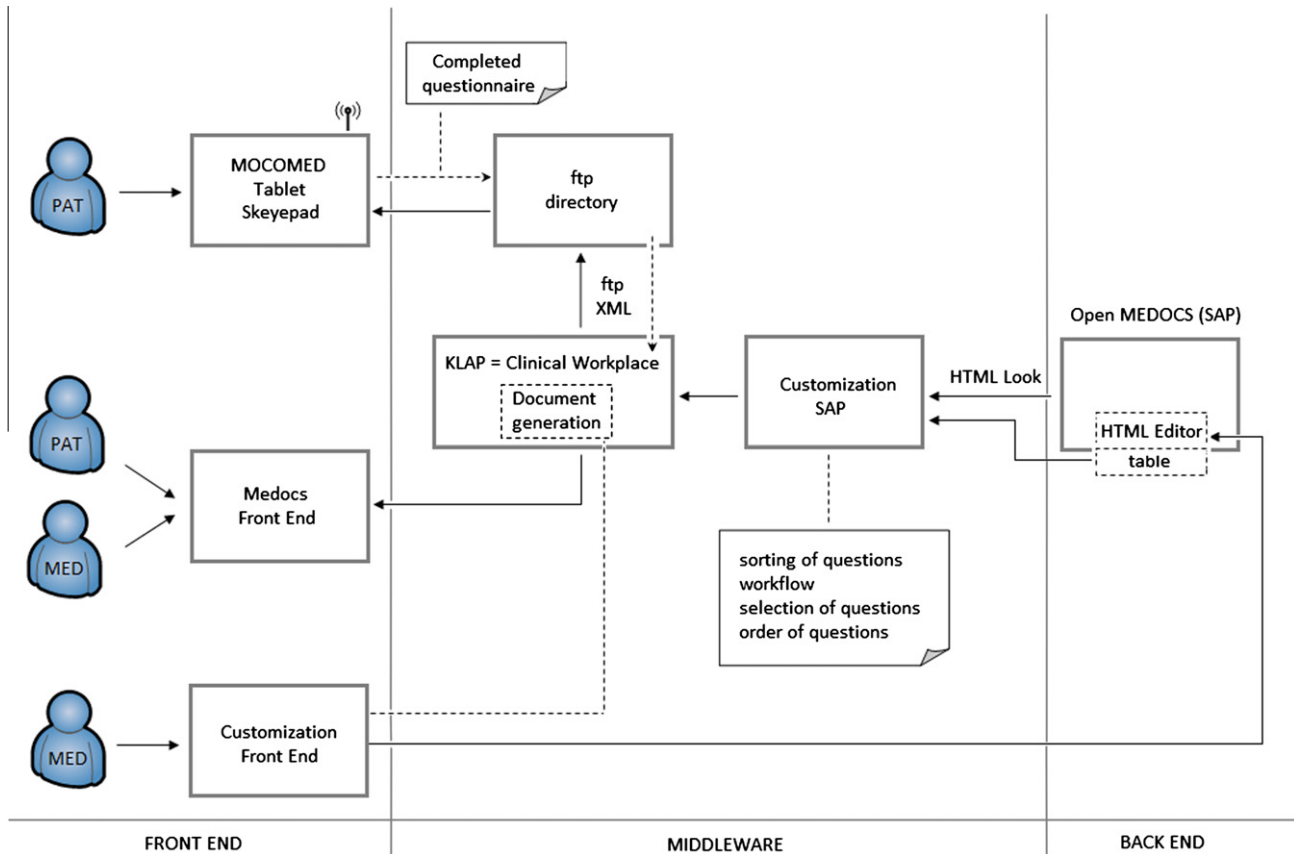 Completed
questionnaire
PAT
MOCOMED
Tablet
Skeyepad
ftp
directory
ftp
XML
Open MEDOCS (SAP)
KLAP = Clinical Workplace
Document
generation
Customization
SAP
HTML Look
HTML Editor
table
PAT
MED
Medocs
Front End
sorting of questions
workflow
selection of questions
order of questions
MED
Customization
Front End
FRONT END
MIDDLEWARE
BACK END